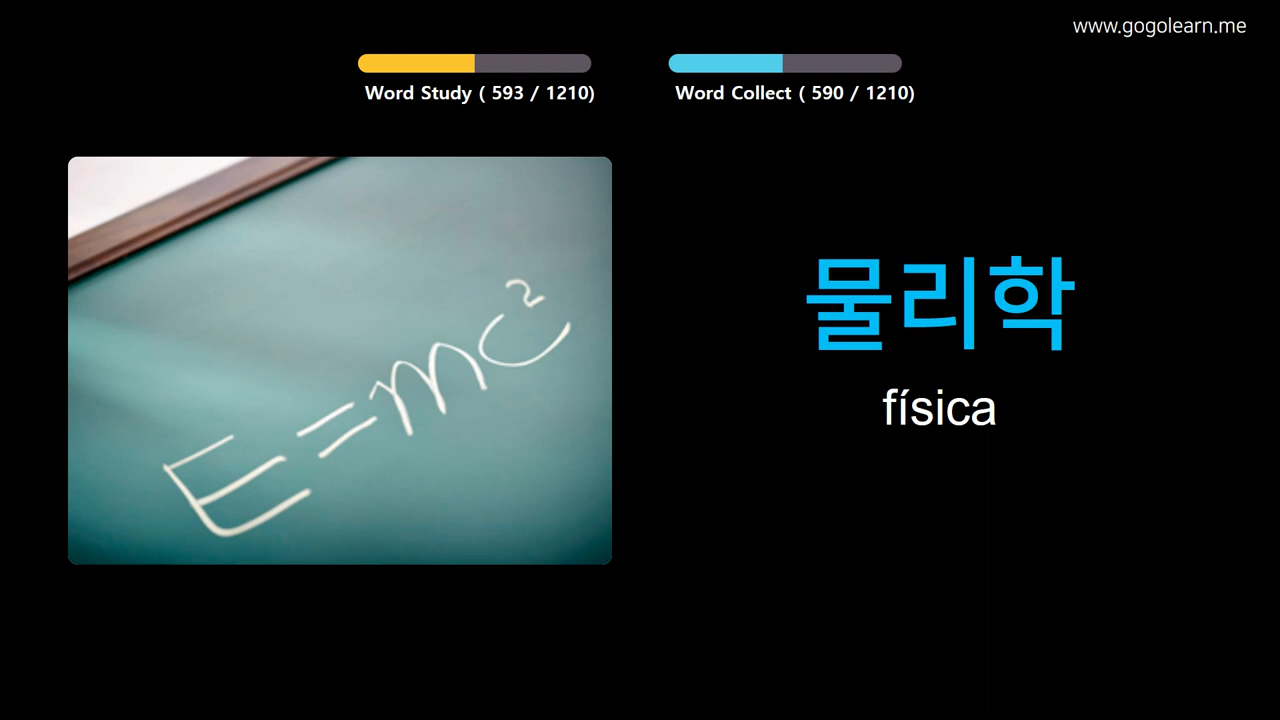 www.gogolearn.me
Word Study ( 593 / 1210)
Word Collect ( 590 / 1210)
E=mc²
물리학
física